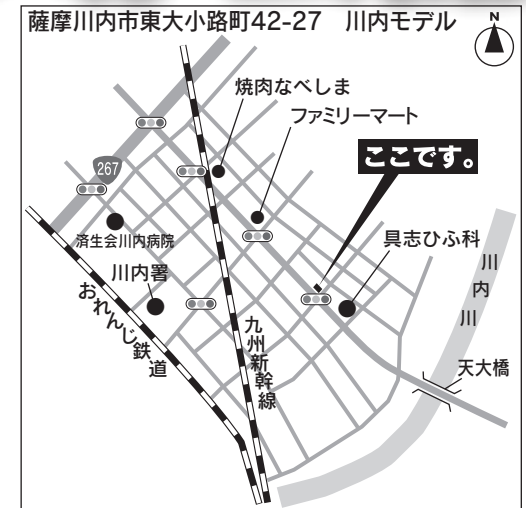 薩摩川内市東大小路町42-27　川内モデル
N
焼肉なべしま
ファミリーマート
ここです。
267
済生会川内病院
具志ひふ科
川内川
川内署
おれんじ鉄道
九州新幹線
天大橋